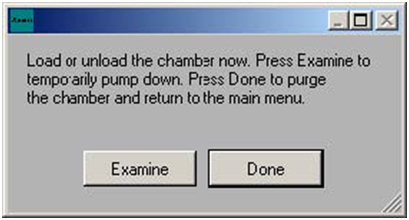 Load or unload the chamber now. Press Examine to
temporarily pump down. Press Done to purge
the chamber and return to the main menu.
Examine
Done